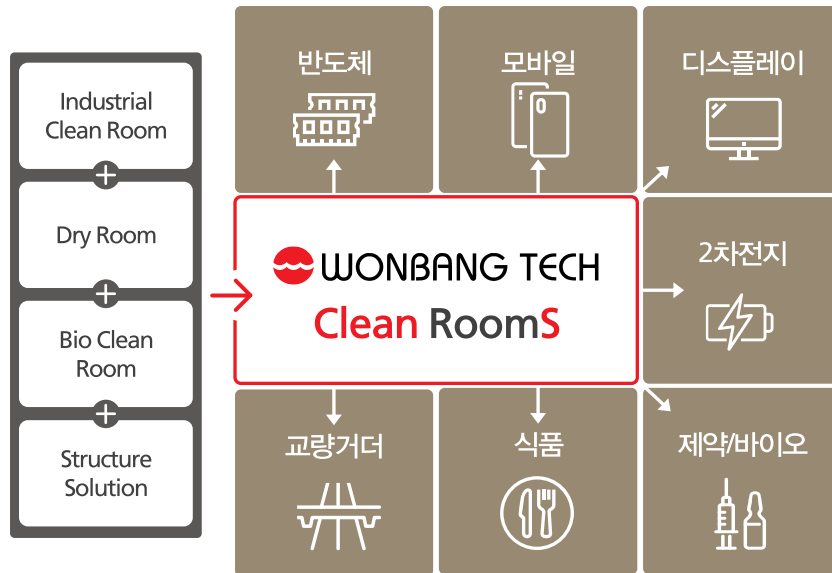 Industrial
Clean Room
Dry Room
Bio Clean
Room
Structure
Solution
반도체
모바일
디스플레이
WONBANG TECH
Clean RoomS
2차전지
교량거더
식품
제약/바이오